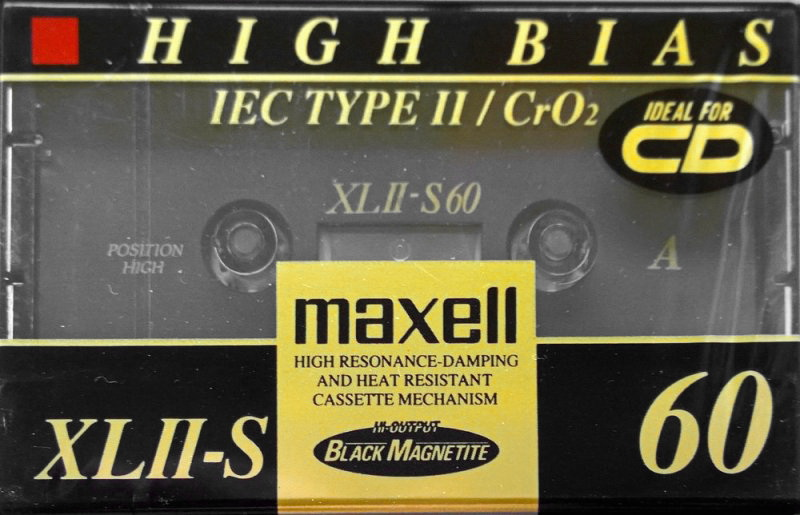 HIGH BIAS
IEC TYPE II / CrO2
IDEAL FOR
CD
XLII-S60
POSITION
HIGH
A
maxell
HIGH RESONANCE-DAMPING
AND HEAT RESISTANT
CASSETTE MECHANISM
HI-OUTPUT
BLACK MAGNETITE
XLII-S
60